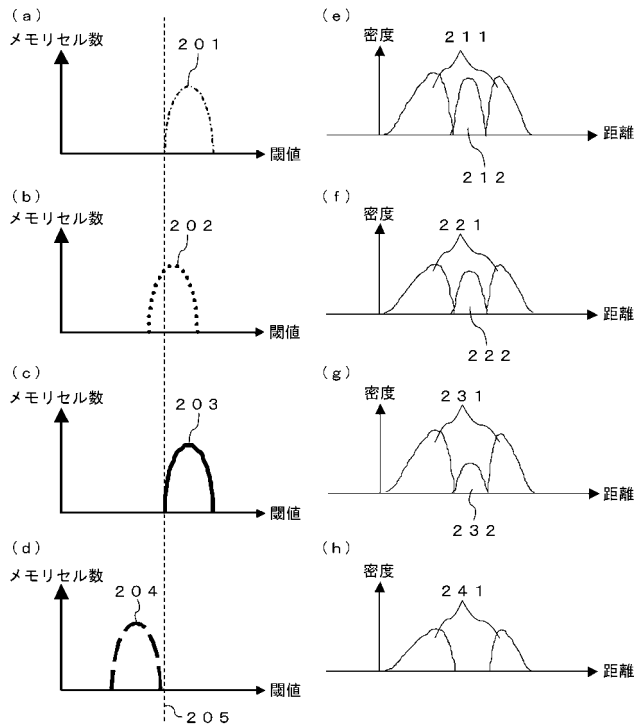 (a)
メモリセル数
201
閾値
(b)
メモリセル数
202
閾値
(c)
メモリセル数
203
閾値
(d)
メモリセル数
204
閾値
205
(e)
密度
211
距離
212
(f)
密度
221
距離
222
(g)
密度
231
距離
232
(h)
密度
241
距離